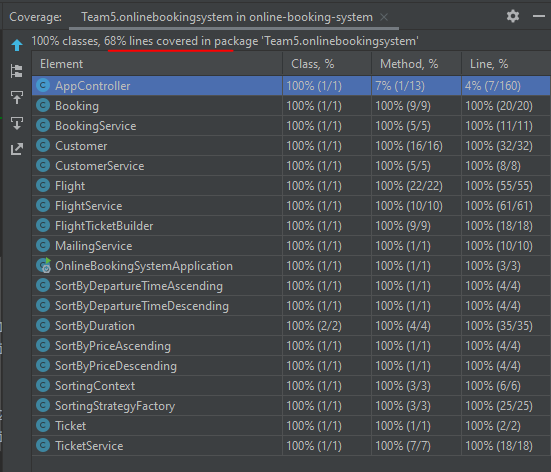 Coverage: Team5.onlinebookingsystem in online-booking-system
100% classes, 68% lines covered in package 'Team5.onlinebookingsystem'
Element Class, % Method, % Line, %
AppController 100% (1/1) 7% (1/13) 4% (7/160)
Booking 100% (1/1) 100% (9/9) 100% (20/20)
BookingService 100% (1/1) 100% (5/5) 100% (11/11)
Customer 100% (1/1) 100% (16/16) 100% (32/32)
CustomerService 100% (1/1) 100% (5/5) 100% (8/8)
Flight 100% (1/1) 100% (22/22) 100% (55/55)
FlightService 100% (1/1) 100% (10/10) 100% (61/61)
FlightTicketBuilder 100% (1/1) 100% (9/9) 100% (18/18)
MailingService 100% (1/1) 100% (1/1) 100% (10/10)
OnlineBookingSystemApplication 100% (1/1) 100% (1/1) 100% (3/3)
SortByDepartureTimeAscending 100% (1/1) 100% (1/1) 100% (4/4)
SortByDepartureTimeDescending 100% (1/1) 100% (1/1) 100% (4/4)
SortByDuration 100% (2/2) 100% (4/4) 100% (35/35)
SortByPriceAscending 100% (1/1) 100% (1/1) 100% (4/4)
SortByPriceDescending 100% (1/1) 100% (1/1) 100% (4/4)
SortingContext 100% (1/1) 100% (3/3) 100% (6/6)
SortingStrategyFactory 100% (1/1) 100% (3/3) 100% (25/25)
Ticket 100% (1/1) 100% (1/1) 100% (2/2)
TicketService 100% (1/1) 100% (7/7) 100% (18/18)